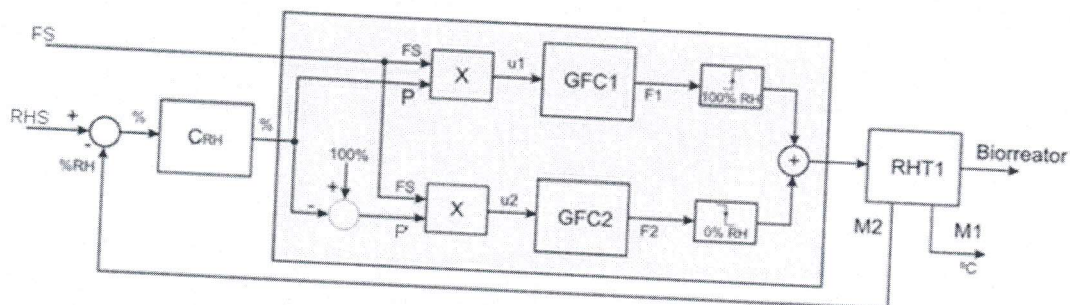 FS
FS
u1
X
GFC1
F1
100% RH
P
RHS
+
-
%
CRH
%
%RH
100%
+
-
FS
u2
X
GFC2
F2
0% RH
P'
+
RHT1
Biorreator
M2
M1
ºC